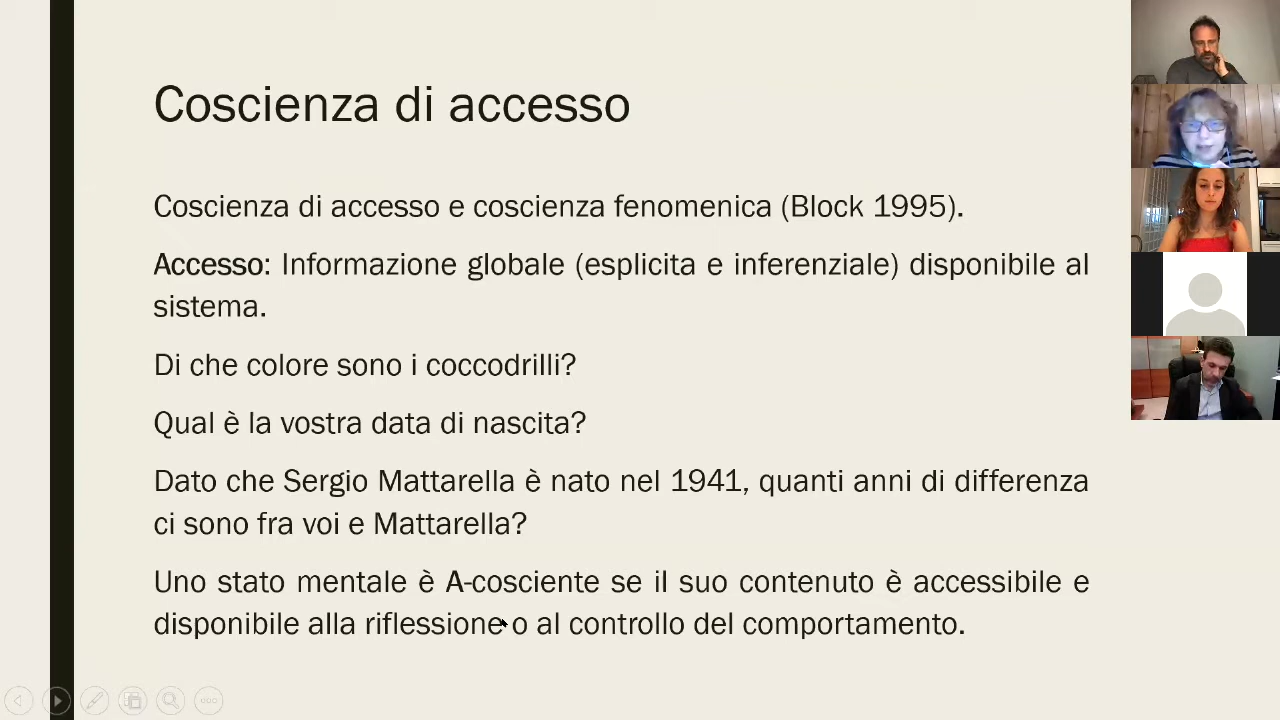 Coscienza di accesso
Coscienza di accesso e coscienza fenomenica (Block 1995).
Accesso: Informazione globale (esplicita e inferenziale) disponibile al
sistema.
Di che colore sono i coccodrilli?
Qual è la vostra data di nascita?
Dato che Sergio Mattarella è nato nel 1941, quanti anni di differenza
ci sono fra voi e Mattarella?
Uno stato mentale è A-cosciente se il suo contenuto è accessibile e
disponibile alla riflessione o al controllo del comportamento.